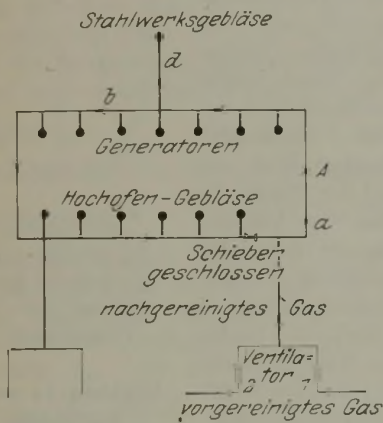 Stahlwerksgebläse
d
b
Generatoren
Hochofen-Gebläse
a
Schieber
geschlossen
nachgereinigtes Gas
Ventila=
tor
vorgereinigtes Gas